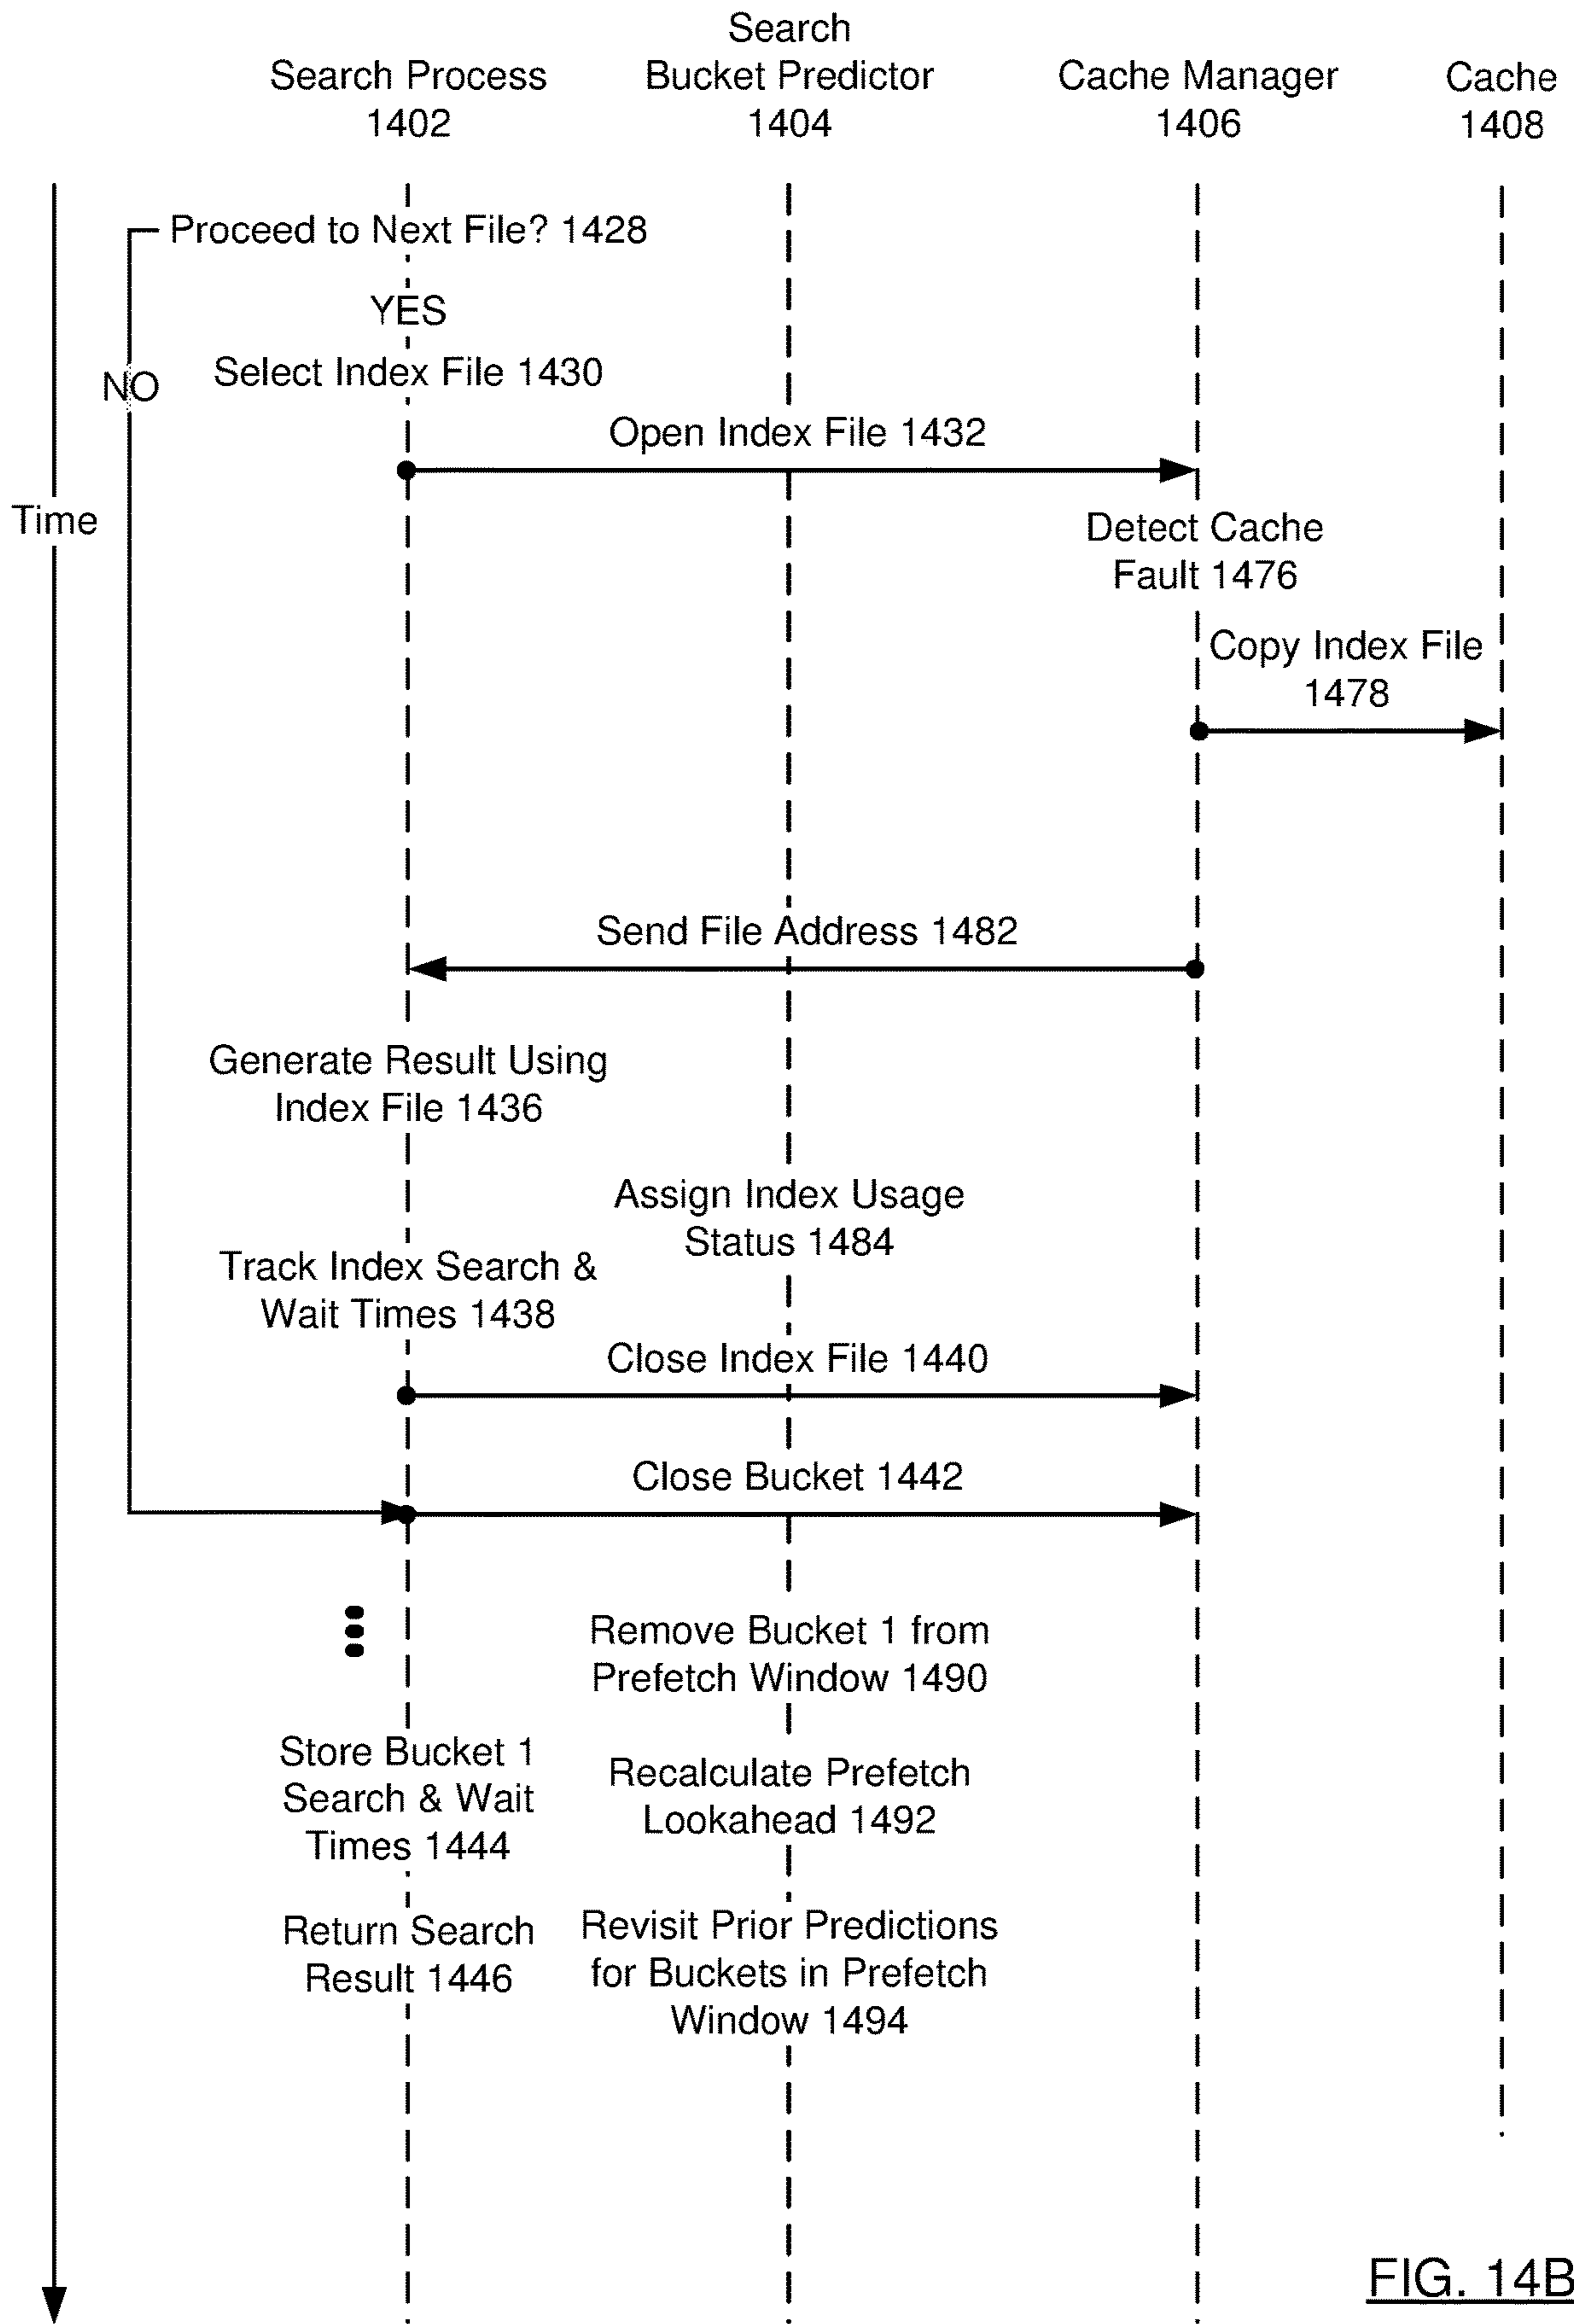 Search Process
1402
Search
Bucket Predictor
1404
Cache Manager
1406
Cache
1408
Proceed to Next File? 1428
YES
NO
Select Index File 1430
Open Index File 1432
Time
Detect Cache
Fault 1476
Copy Index File
1478
Send File Address 1482
Generate Result Using
Index File 1436
Assign Index Usage
Status 1484
Track Index Search &
Wait Times 1438
Close Index File 1440
Close Bucket 1442
Remove Bucket 1 from
Prefetch Window 1490
Store Bucket 1
Search & Wait
Times 1444
Recalculate Prefetch
Lookahead 1492
Return Search
Result 1446
Revisit Prior Predictions
for Buckets in Prefetch
Window 1494
FIG. 14B